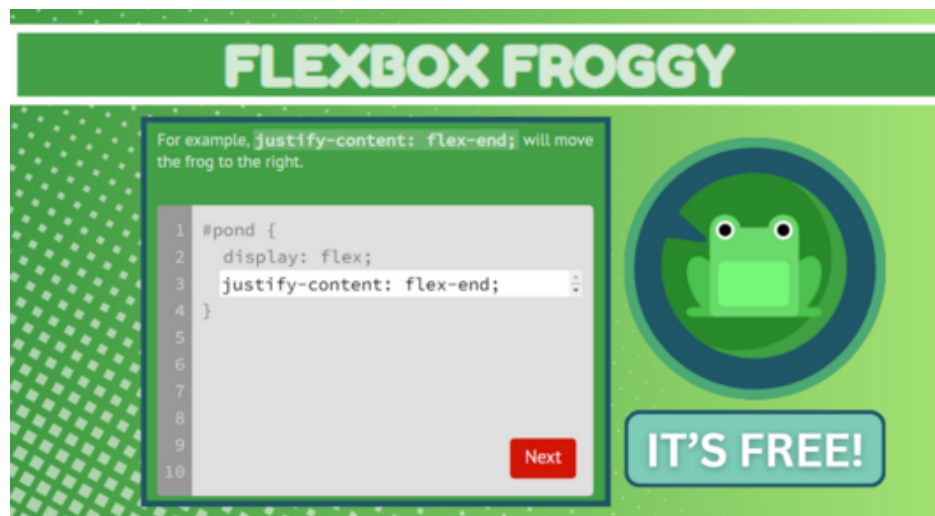 FLEXBOX FROGGY
For example, justify-content: flex-end; will move
the frog to the right.
1 #pond {
2 display: flex;
3 justify-content: flex-end;
4 }
5
6
7
8
9
10
Next
IT'S FREE!